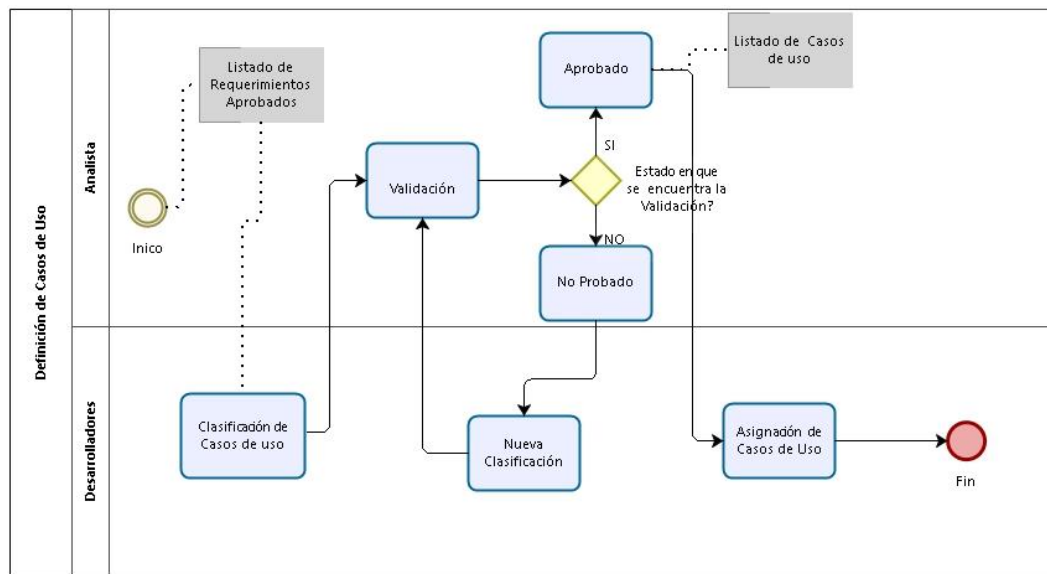 Definición de Casos de Uso
Analista
Listado de
Requerimientos
Aprobados
Inico
Validación
Aprobado
Listado de Casos
de uso
SI
Estado en que
se encuentra la
Validación?
NO
No Probado
Desarrolladores
Clasificación de
Casos de uso
Nueva
Clasificación
Asignación de
Casos de Uso
Fin